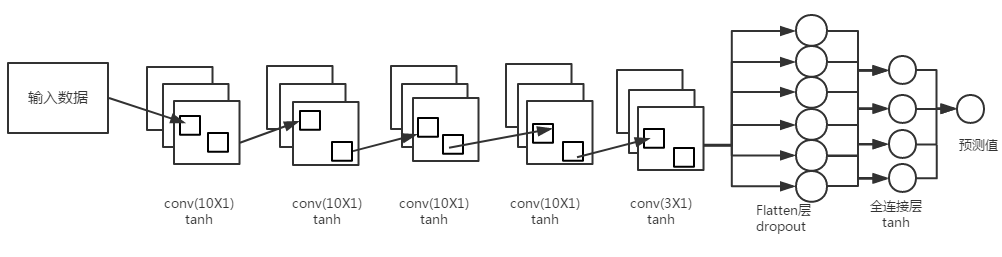 输入数据
conv(10X1)
tanh
conv(10X1)
tanh
conv(10X1)
tanh
conv(10X1)
tanh
conv(3X1)
tanh
Flatten层
dropout
全连接层
tanh
预测值